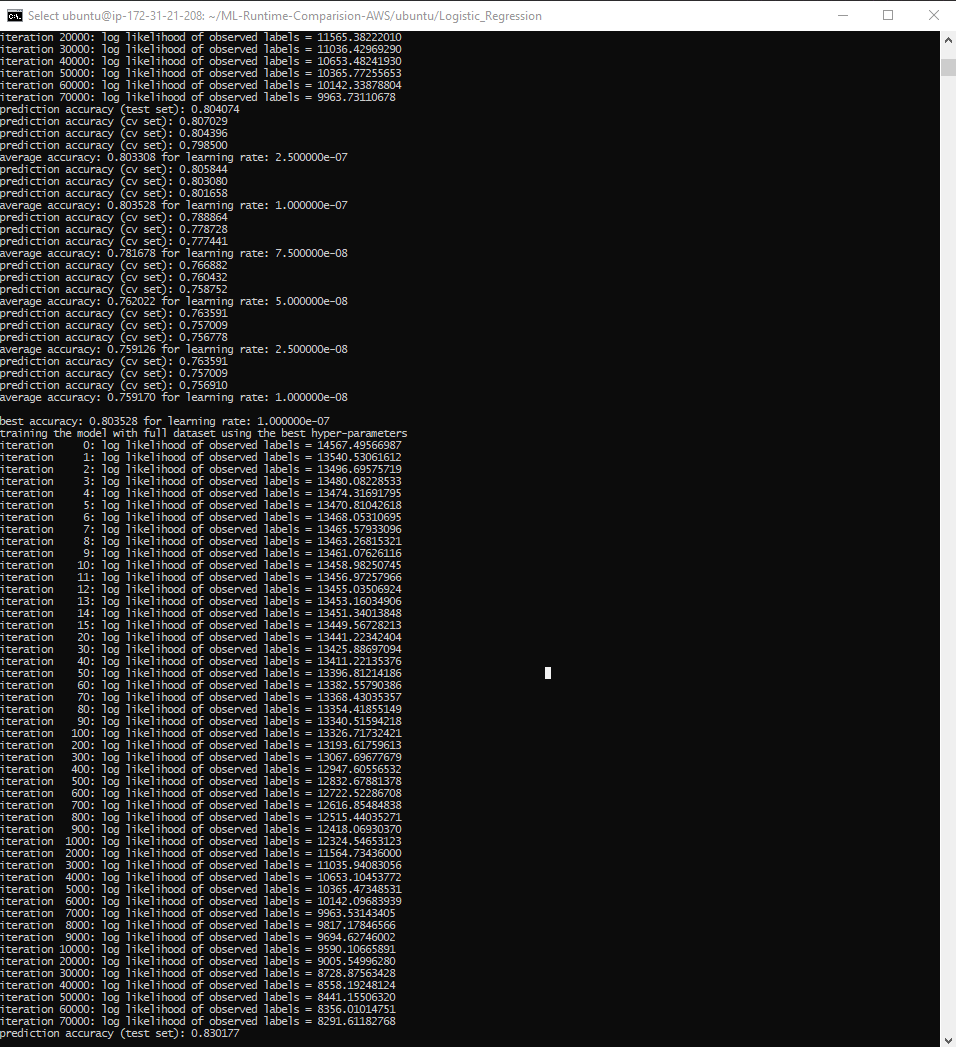 Select ubuntu@ip-172-31-21-208: ~/ML-Runtime-Comparision-AWS/ubuntu/Logistic_Regression
iteration 20000: log likelihood of observed labels = 11565.38222010
iteration 30000: log likelihood of observed labels = 11036.42969290
iteration 40000: log likelihood of observed labels = 10653.48241930
iteration 50000: log likelihood of observed labels = 10365.77255653
iteration 60000: log likelihood of observed labels = 10142.33878804
iteration 70000: log likelihood of observed labels = 9963.73110678
prediction accuracy (test set): 0.804074
prediction accuracy (cv set): 0.807029
prediction accuracy (cv set): 0.804396
prediction accuracy (cv set): 0.798500
average accuracy: 0.803308 for learning rate: 2.500000e-07
prediction accuracy (cv set): 0.805844
prediction accuracy (cv set): 0.803080
prediction accuracy (cv set): 0.801658
average accuracy: 0.803528 for learning rate: 1.000000e-07
prediction accuracy (cv set): 0.788864
prediction accuracy (cv set): 0.778728
prediction accuracy (cv set): 0.777441
average accuracy: 0.781678 for learning rate: 7.500000e-08
prediction accuracy (cv set): 0.766882
prediction accuracy (cv set): 0.760432
prediction accuracy (cv set): 0.758752
average accuracy: 0.762022 for learning rate: 5.000000e-08
prediction accuracy (cv set): 0.763591
prediction accuracy (cv set): 0.757009
prediction accuracy (cv set): 0.756778
average accuracy: 0.759126 for learning rate: 2.500000e-08
prediction accuracy (cv set): 0.763591
prediction accuracy (cv set): 0.757009
prediction accuracy (cv set): 0.756910
average accuracy: 0.759170 for learning rate: 1.000000e-08
best accuracy: 0.803528 for learning rate: 1.000000e-07
training the model with full dataset using the best hyper-parameters
iteration     0: log likelihood of observed labels = 14567.49566987
iteration     1: log likelihood of observed labels = 13540.53061612
iteration     2: log likelihood of observed labels = 13496.69575719
iteration     3: log likelihood of observed labels = 13480.08228533
iteration     4: log likelihood of observed labels = 13474.31691795
iteration     5: log likelihood of observed labels = 13470.81042618
iteration     6: log likelihood of observed labels = 13468.05310695
iteration     7: log likelihood of observed labels = 13465.57933096
iteration     8: log likelihood of observed labels = 13463.26815321
iteration     9: log likelihood of observed labels = 13461.07626116
iteration    10: log likelihood of observed labels = 13458.98250745
iteration    11: log likelihood of observed labels = 13456.97257966
iteration    12: log likelihood of observed labels = 13455.03506924
iteration    13: log likelihood of observed labels = 13453.16034906
iteration    14: log likelihood of observed labels = 13451.34013848
iteration    15: log likelihood of observed labels = 13449.56728213
iteration    20: log likelihood of observed labels = 13441.22342404
iteration    30: log likelihood of observed labels = 13425.88697094
iteration    40: log likelihood of observed labels = 13411.22135376
iteration    50: log likelihood of observed labels = 13396.81214186
iteration    60: log likelihood of observed labels = 13382.55790386
iteration    70: log likelihood of observed labels = 13368.43035357
iteration    80: log likelihood of observed labels = 13354.41855149
iteration    90: log likelihood of observed labels = 13340.51594218
iteration   100: log likelihood of observed labels = 13326.71732421
iteration   200: log likelihood of observed labels = 13193.61759613
iteration   300: log likelihood of observed labels = 13067.69677679
iteration   400: log likelihood of observed labels = 12947.60556532
iteration   500: log likelihood of observed labels = 12832.67881378
iteration   600: log likelihood of observed labels = 12722.52286708
iteration   700: log likelihood of observed labels = 12616.85484838
iteration   800: log likelihood of observed labels = 12515.44035271
iteration   900: log likelihood of observed labels = 12418.06930370
iteration  1000: log likelihood of observed labels = 12324.54653123
iteration  2000: log likelihood of observed labels = 11564.73436000
iteration  3000: log likelihood of observed labels = 11035.94083056
iteration  4000: log likelihood of observed labels = 10653.10453772
iteration  5000: log likelihood of observed labels = 10365.47348531
iteration  6000: log likelihood of observed labels = 10142.09683939
iteration  7000: log likelihood of observed labels = 9963.53143405
iteration  8000: log likelihood of observed labels = 9817.17846566
iteration  9000: log likelihood of observed labels = 9694.62746002
iteration 10000: log likelihood of observed labels = 9590.10665891
iteration 20000: log likelihood of observed labels = 9005.54996280
iteration 30000: log likelihood of observed labels = 8728.87563428
iteration 40000: log likelihood of observed labels = 8558.19248124
iteration 50000: log likelihood of observed labels = 8441.15506320
iteration 60000: log likelihood of observed labels = 8356.01014751
iteration 70000: log likelihood of observed labels = 8291.61182768
prediction accuracy (test set): 0.830177